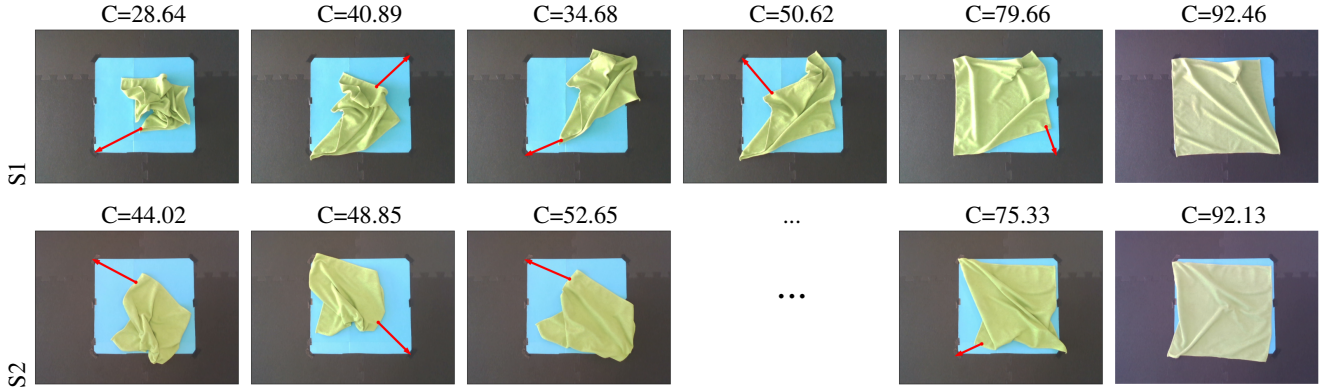 C=28.64 C=40.89 C=34.68 C=50.62 C=79.66 C=92.46
S1
C=44.02 C=48.85 C=52.65 ... C=75.33 C=92.13
...
S2